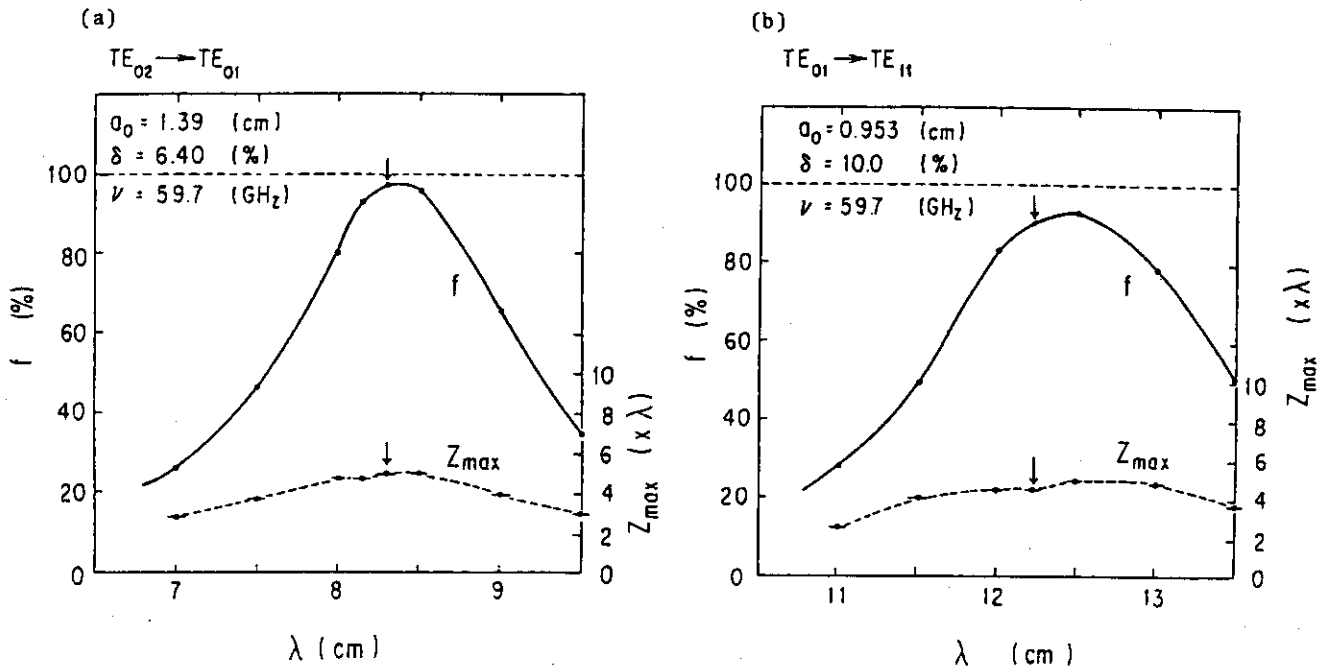 (a)
TE02 → TE01
a0 = 1.39 (cm)
δ = 6.40 (%)
ν = 59.7 (GHz)
100
80
60
40
20
0
f (%)
f
Zmax
10
8
6
4
2
0
Zmax (xλ)
7 8 9
λ (cm)
(b)
TE01 → TE11
a0 = 0.953 (cm)
δ = 10.0 (%)
ν = 59.7 (GHz)
100
80
60
40
20
0
f (%)
f
Zmax
10
8
6
4
2
0
Zmax (xλ)
11 12 13
λ (cm)